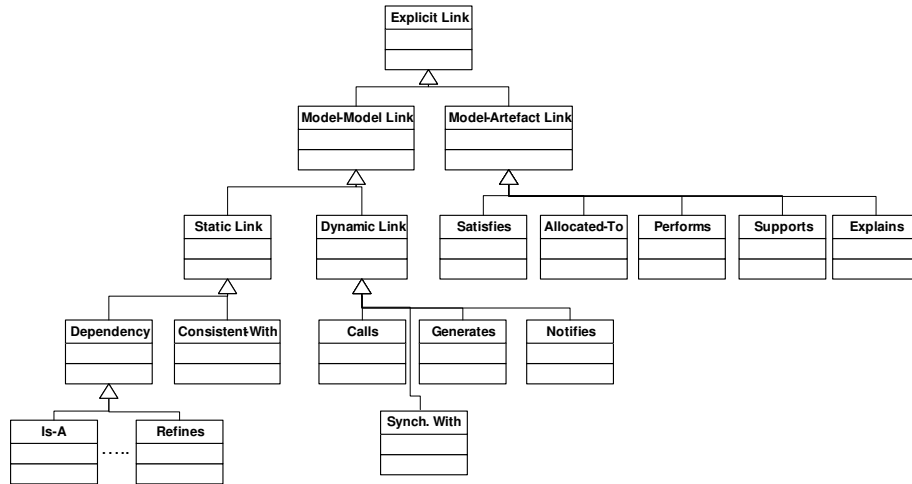 Explicit Link
Model-Model Link
Model-Artefact Link
Static Link
Dynamic Link
Satisfies
Allocated-To
Performs
Supports
Explains
Dependency
Consistent-With
Calls
Generates
Notifies
Is-A
.....
Refines
Synch. With